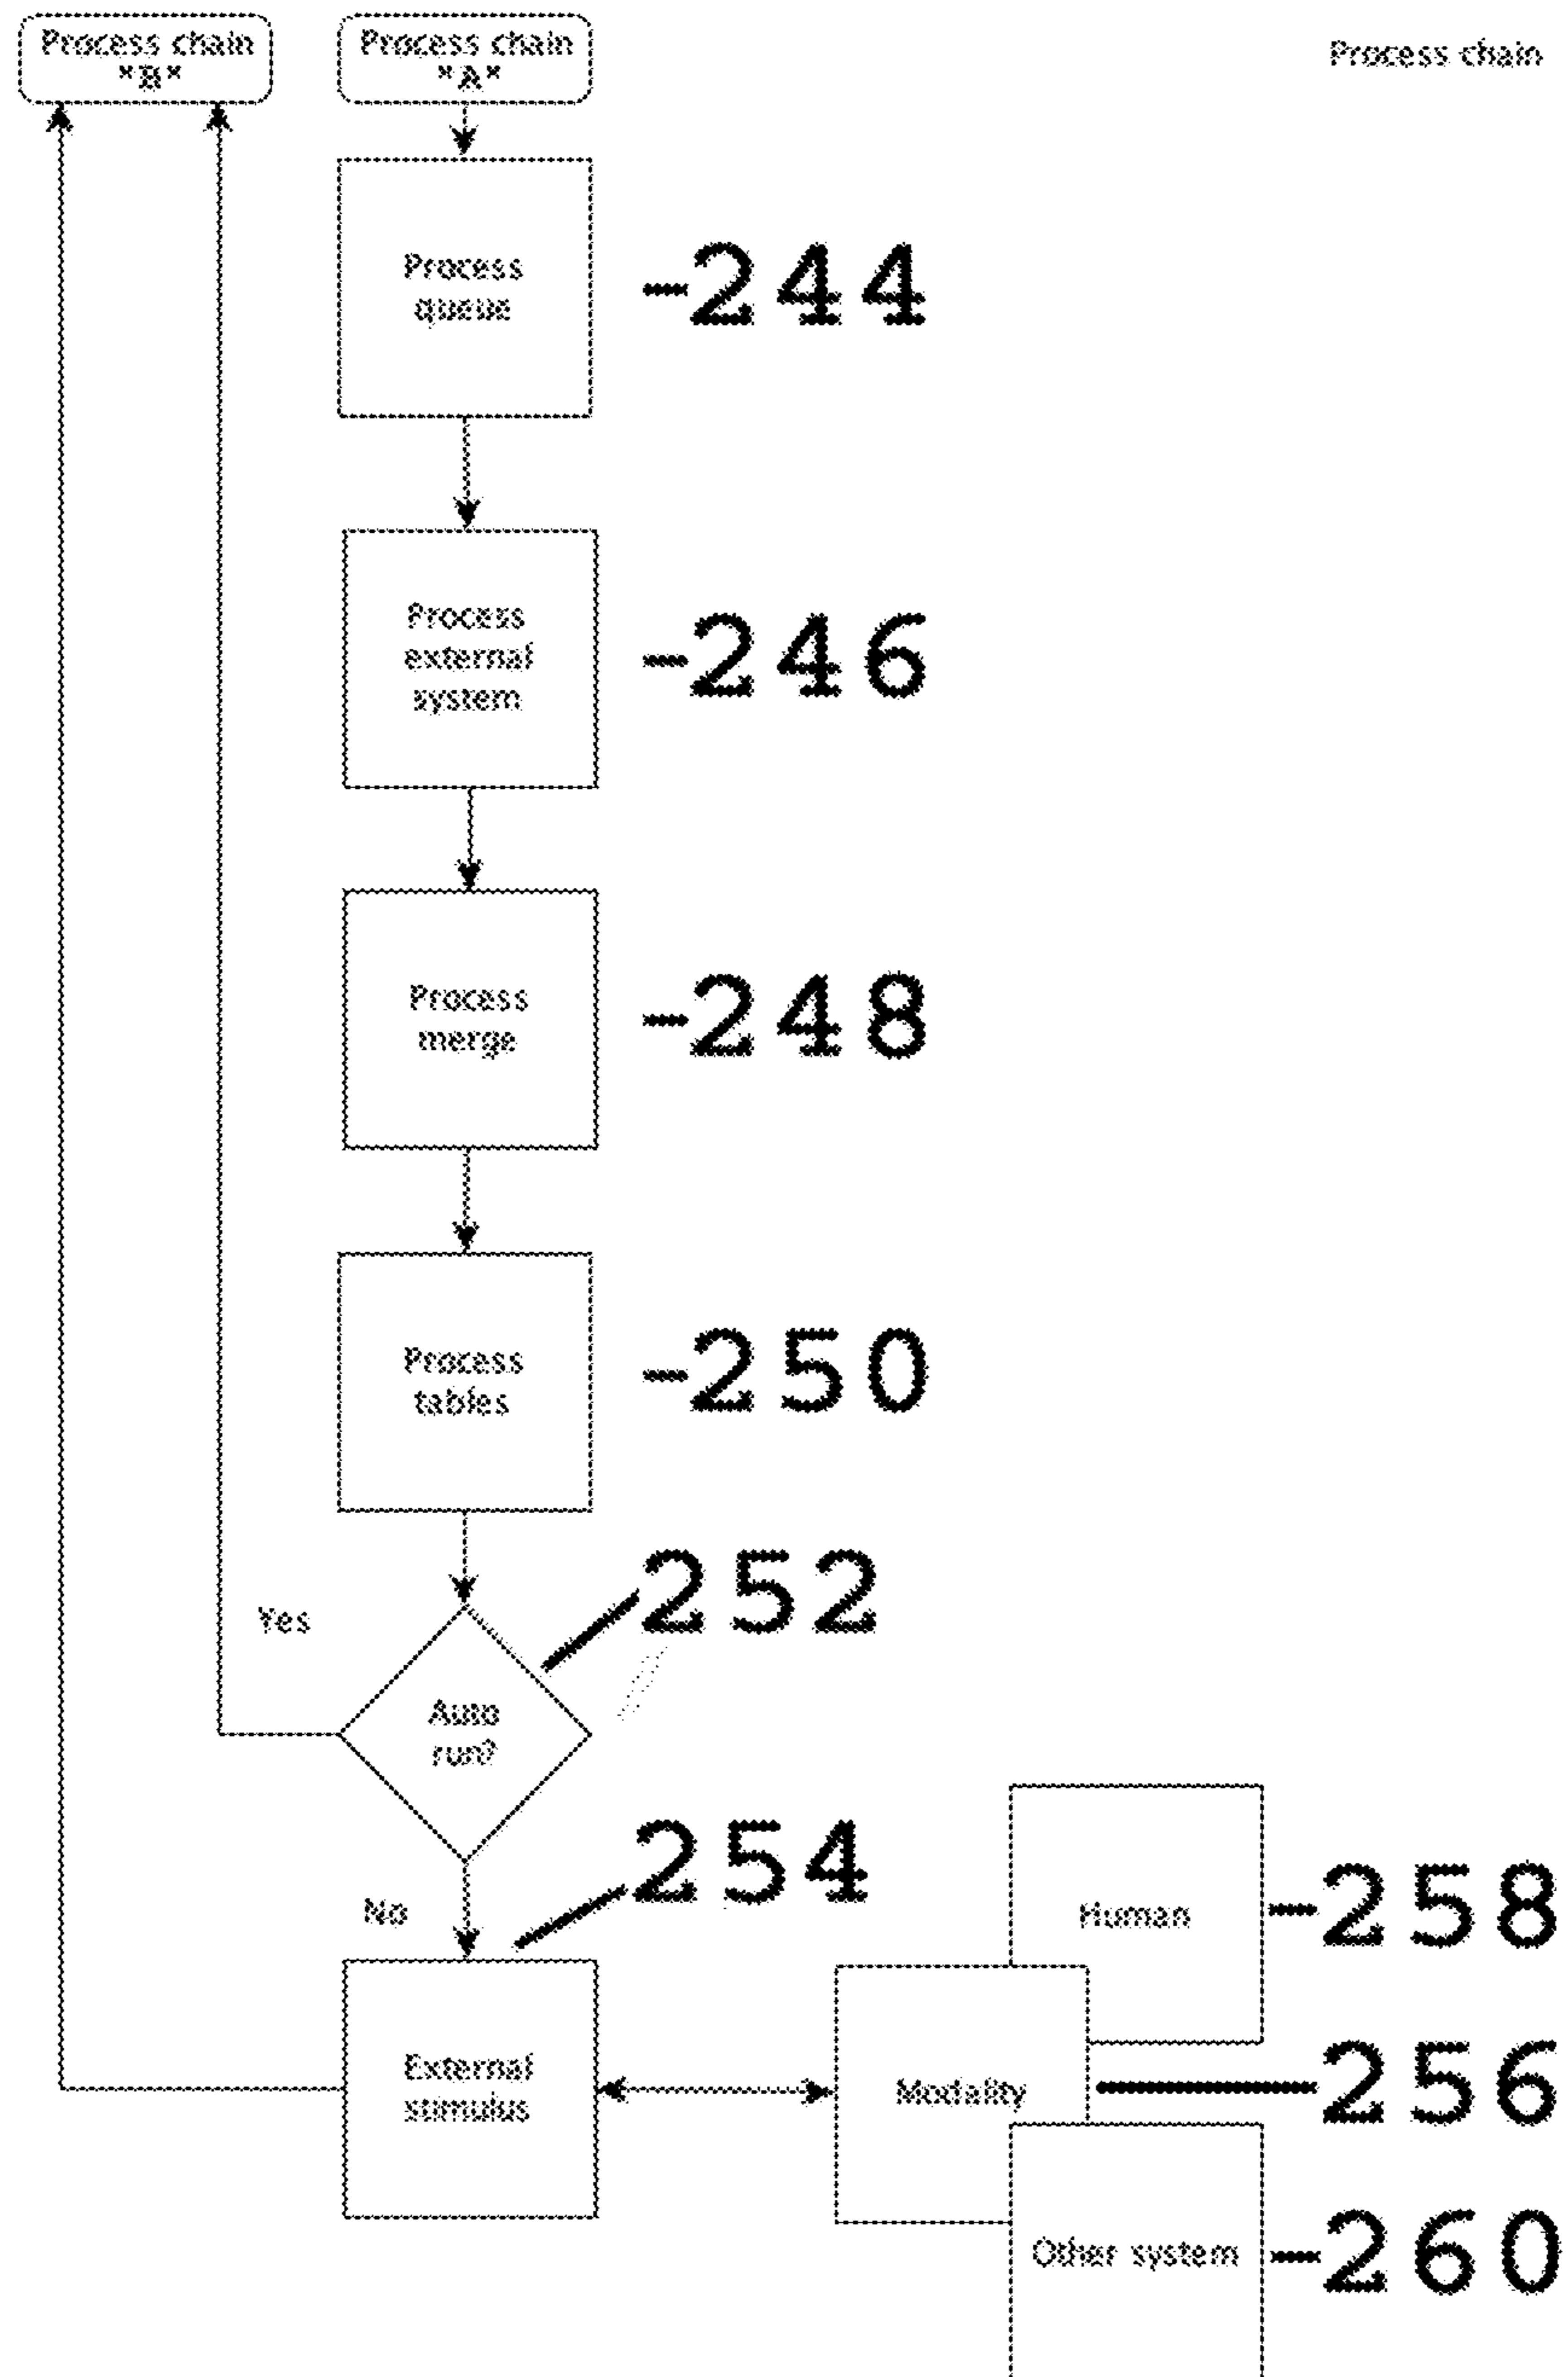 Process chain
"B"
Process chain
"A"
Process chain
Process
queue
-244
Process
external
system
-246
Process
merge
-248
Process
tables
-250
252
Yes
Auto
run?
254
No
Human
-258
External
stimulus
Modality
256
Other system
-260